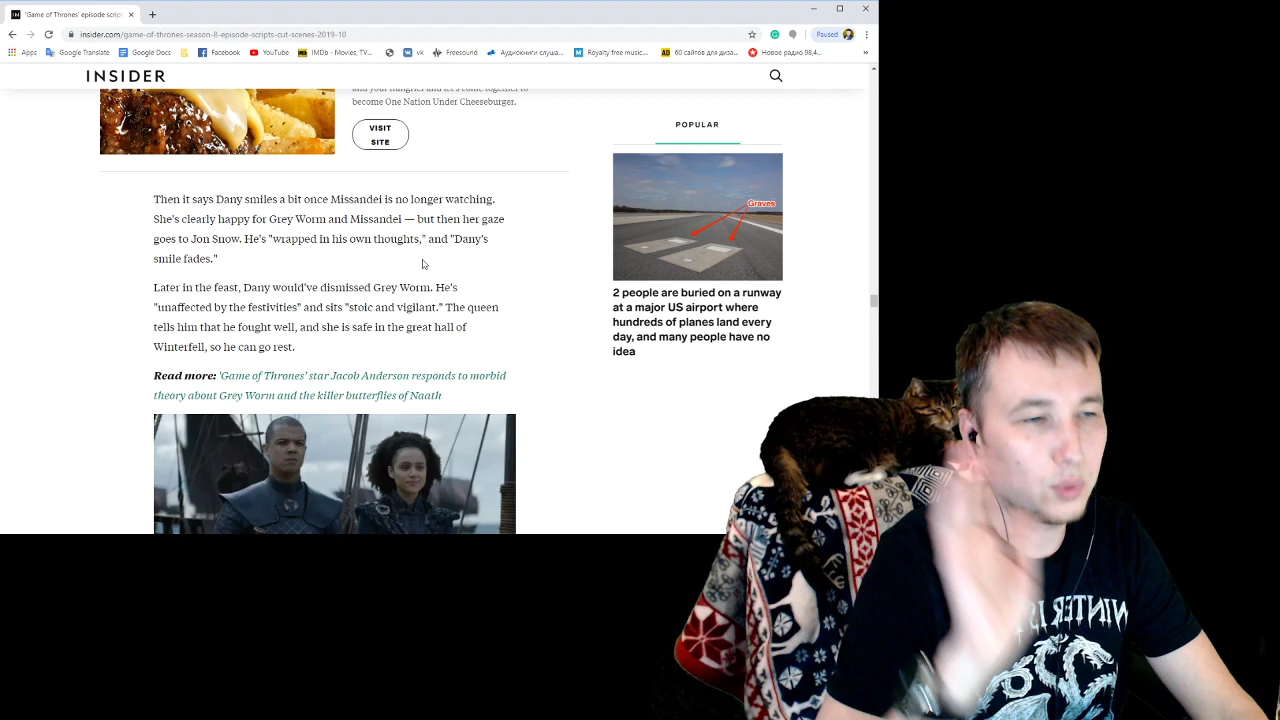 'Game of Thrones' episode scrip
insider.com/game-of-thrones-season-8-episode-scripts-cut-scenes-2019-10
Paused
Apps
Google Translate
Google Docs
Facebook
YouTube
IMDb - Movies, TV...
vk
Freesound
Аудиокниги слуша...
Royalty free music...
60 сайтов для диза...
Новое радио 98,4...
INSIDER
become One Nation Under Cheeseburger.
VISIT
SITE
POPULAR
Graves
2 people are buried on a runway
at a major US airport where
hundreds of planes land every
day, and many people have no
idea
Then it says Dany smiles a bit once Missandei is no longer watching.
She's clearly happy for Grey Worm and Missandei — but then her gaze
goes to Jon Snow. He's "wrapped in his own thoughts," and "Dany's
smile fades."
Later in the feast, Dany would've dismissed Grey Worm. He's
"unaffected by the festivities" and sits "stoic and vigilant." The queen
tells him that he fought well, and she is safe in the great hall of
Winterfell, so he can go rest.
Read more: 'Game of Thrones' star Jacob Anderson responds to morbid
theory about Grey Worm and the killer butterflies of Naath
WINTER IS